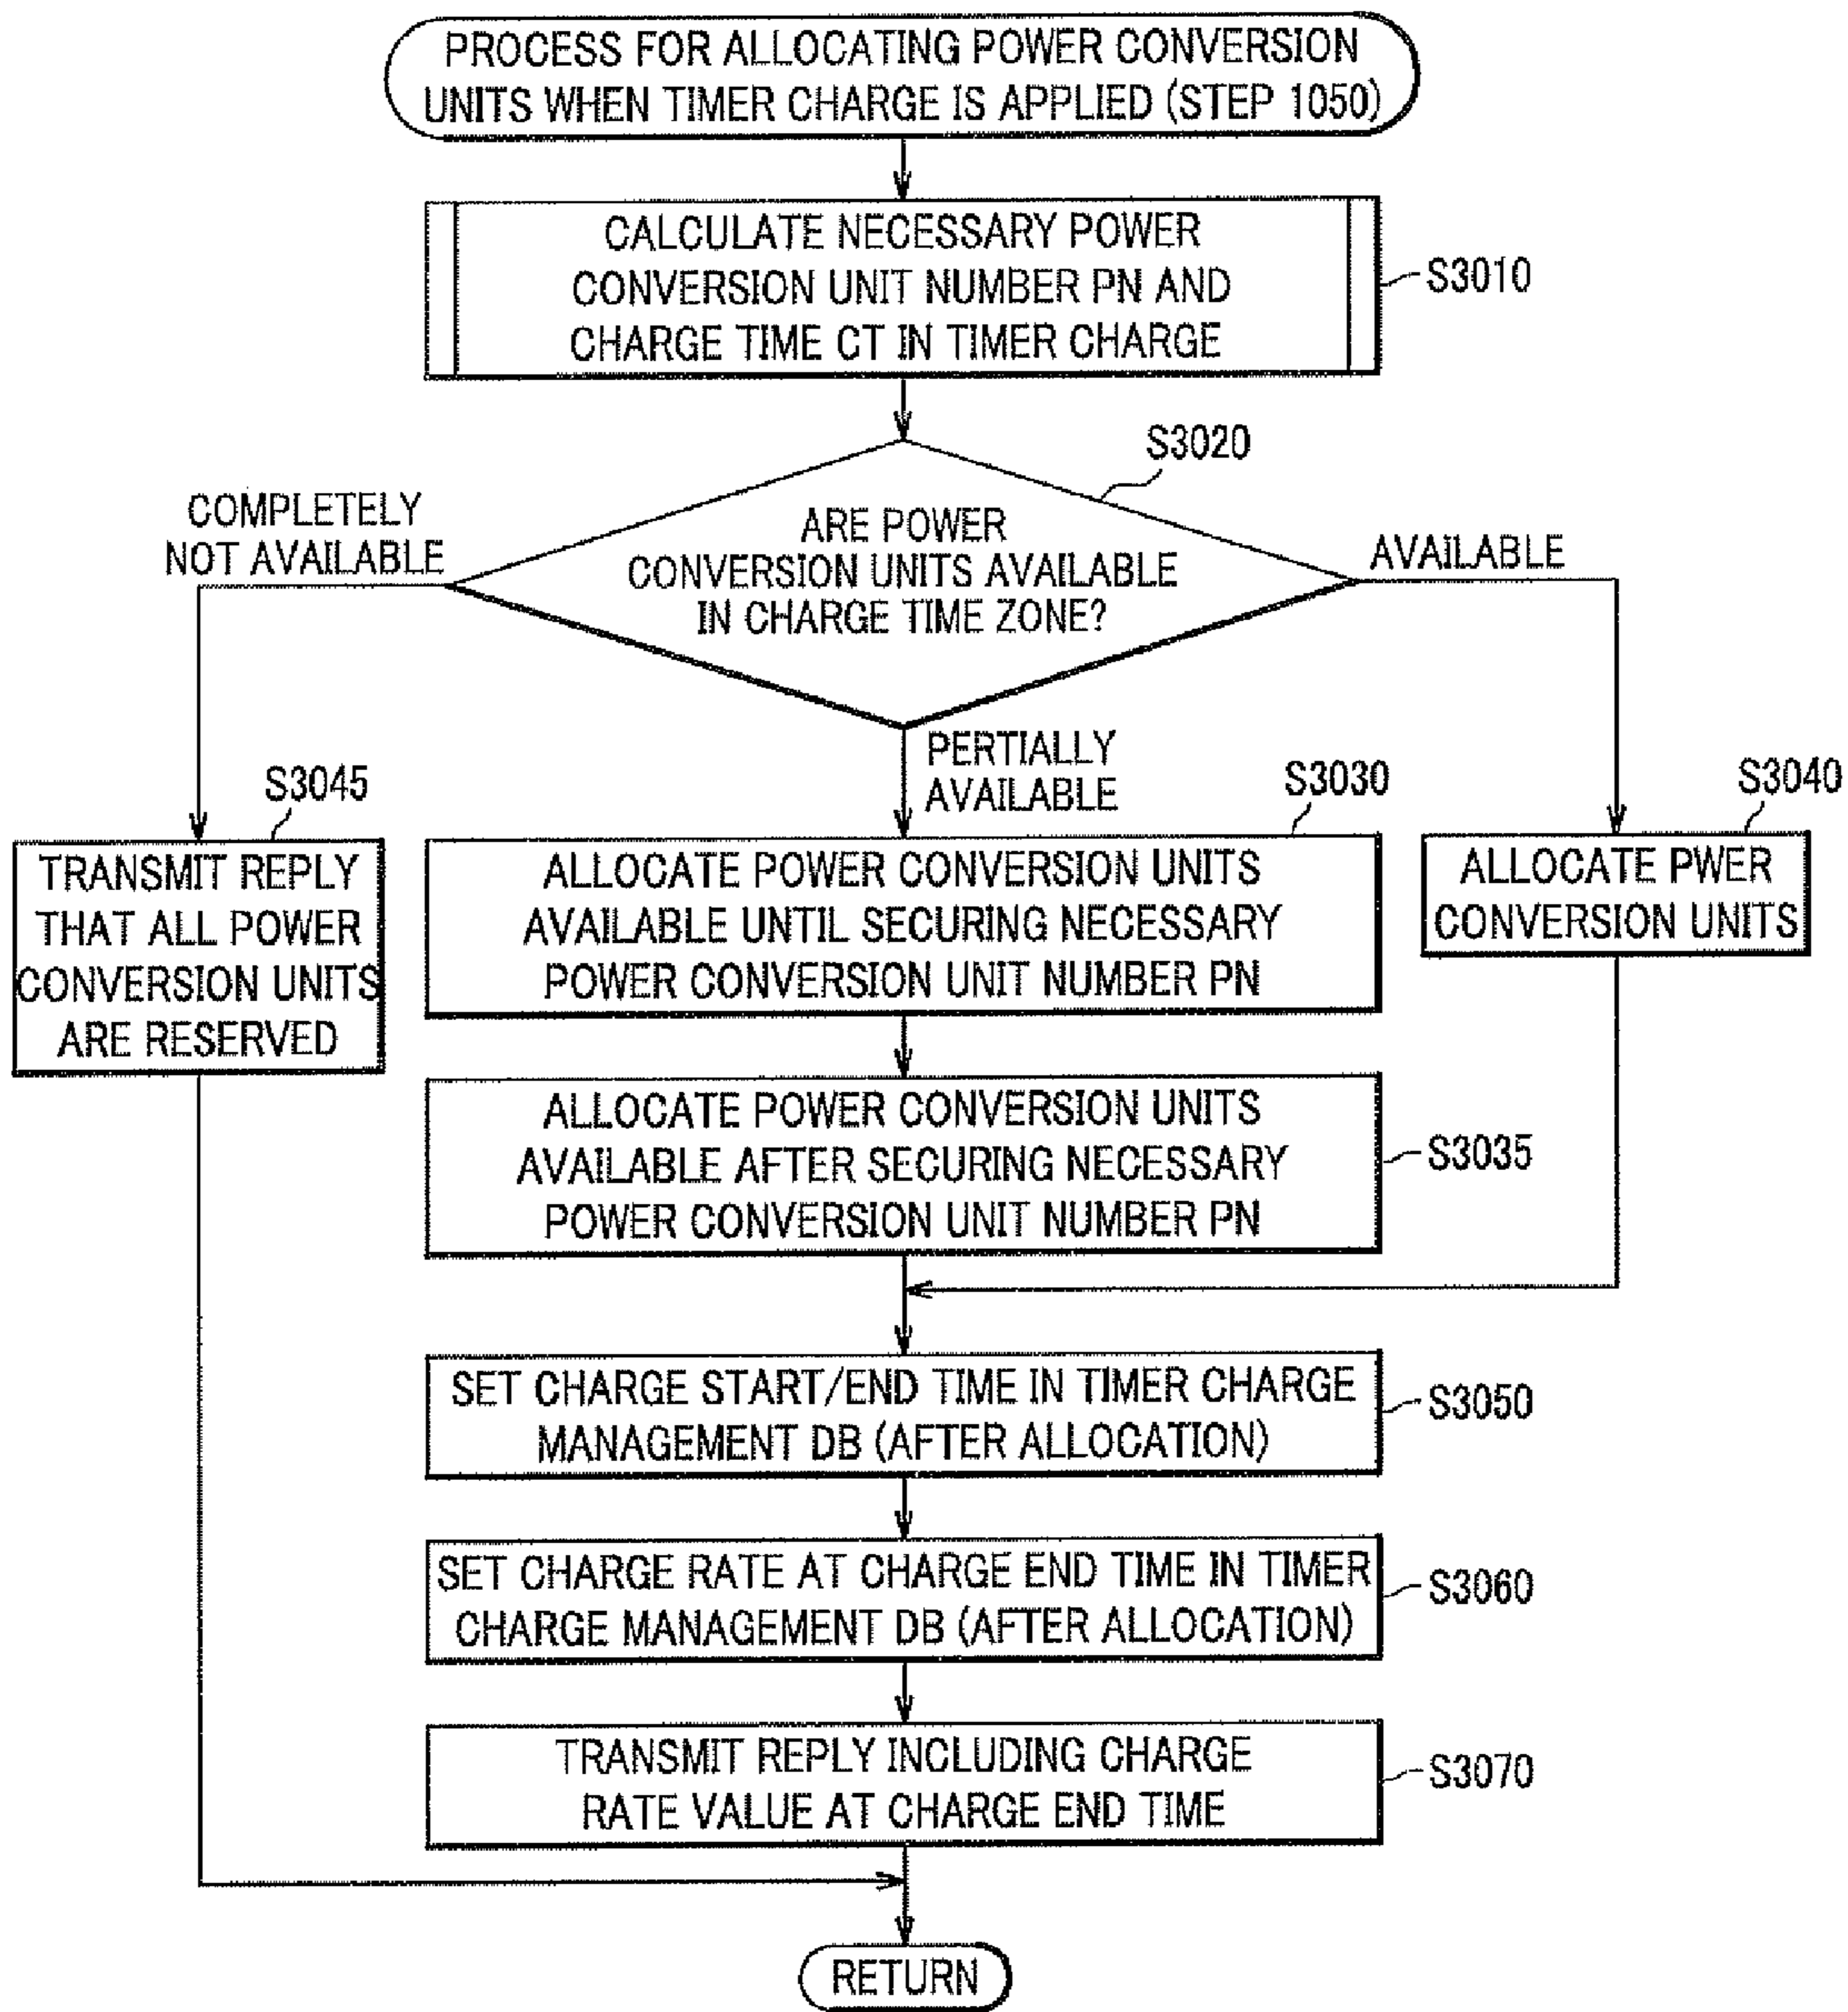 PROCESS FOR ALLOCATING POWER CONVERSION
UNITS WHEN TIMER CHARGE IS APPLIED (STEP 1050)
CALCULATE NECESSARY POWER
CONVERSION UNIT NUMBER PN AND
CHARGE TIME CT IN TIMER CHARGE
S3010
S3020
ARE POWER
CONVERSION UNITS AVAILABLE
IN CHARGE TIME ZONE?
COMPLETELY
NOT AVAILABLE
AVAILABLE
PERTIALLY
AVAILABLE
S3045
TRANSMIT REPLY
THAT ALL POWER
CONVERSION UNITS
ARE RESERVED
S3030
ALLOCATE POWER CONVERSION UNITS
AVAILABLE UNTIL SECURING NECESSARY
POWER CONVERSION UNIT NUMBER PN
S3040
ALLOCATE PWER
CONVERSION UNITS
ALLOCATE POWER CONVERSION UNITS
AVAILABLE AFTER SECURING NECESSARY
POWER CONVERSION UNIT NUMBER PN
S3035
SET CHARGE START/END TIME IN TIMER CHARGE
MANAGEMENT DB (AFTER ALLOCATION)
S3050
SET CHARGE RATE AT CHARGE END TIME IN TIMER
CHARGE MANAGEMENT DB (AFTER ALLOCATION)
S3060
TRANSMIT REPLY INCLUDING CHARGE
RATE VALUE AT CHARGE END TIME
S3070
RETURN